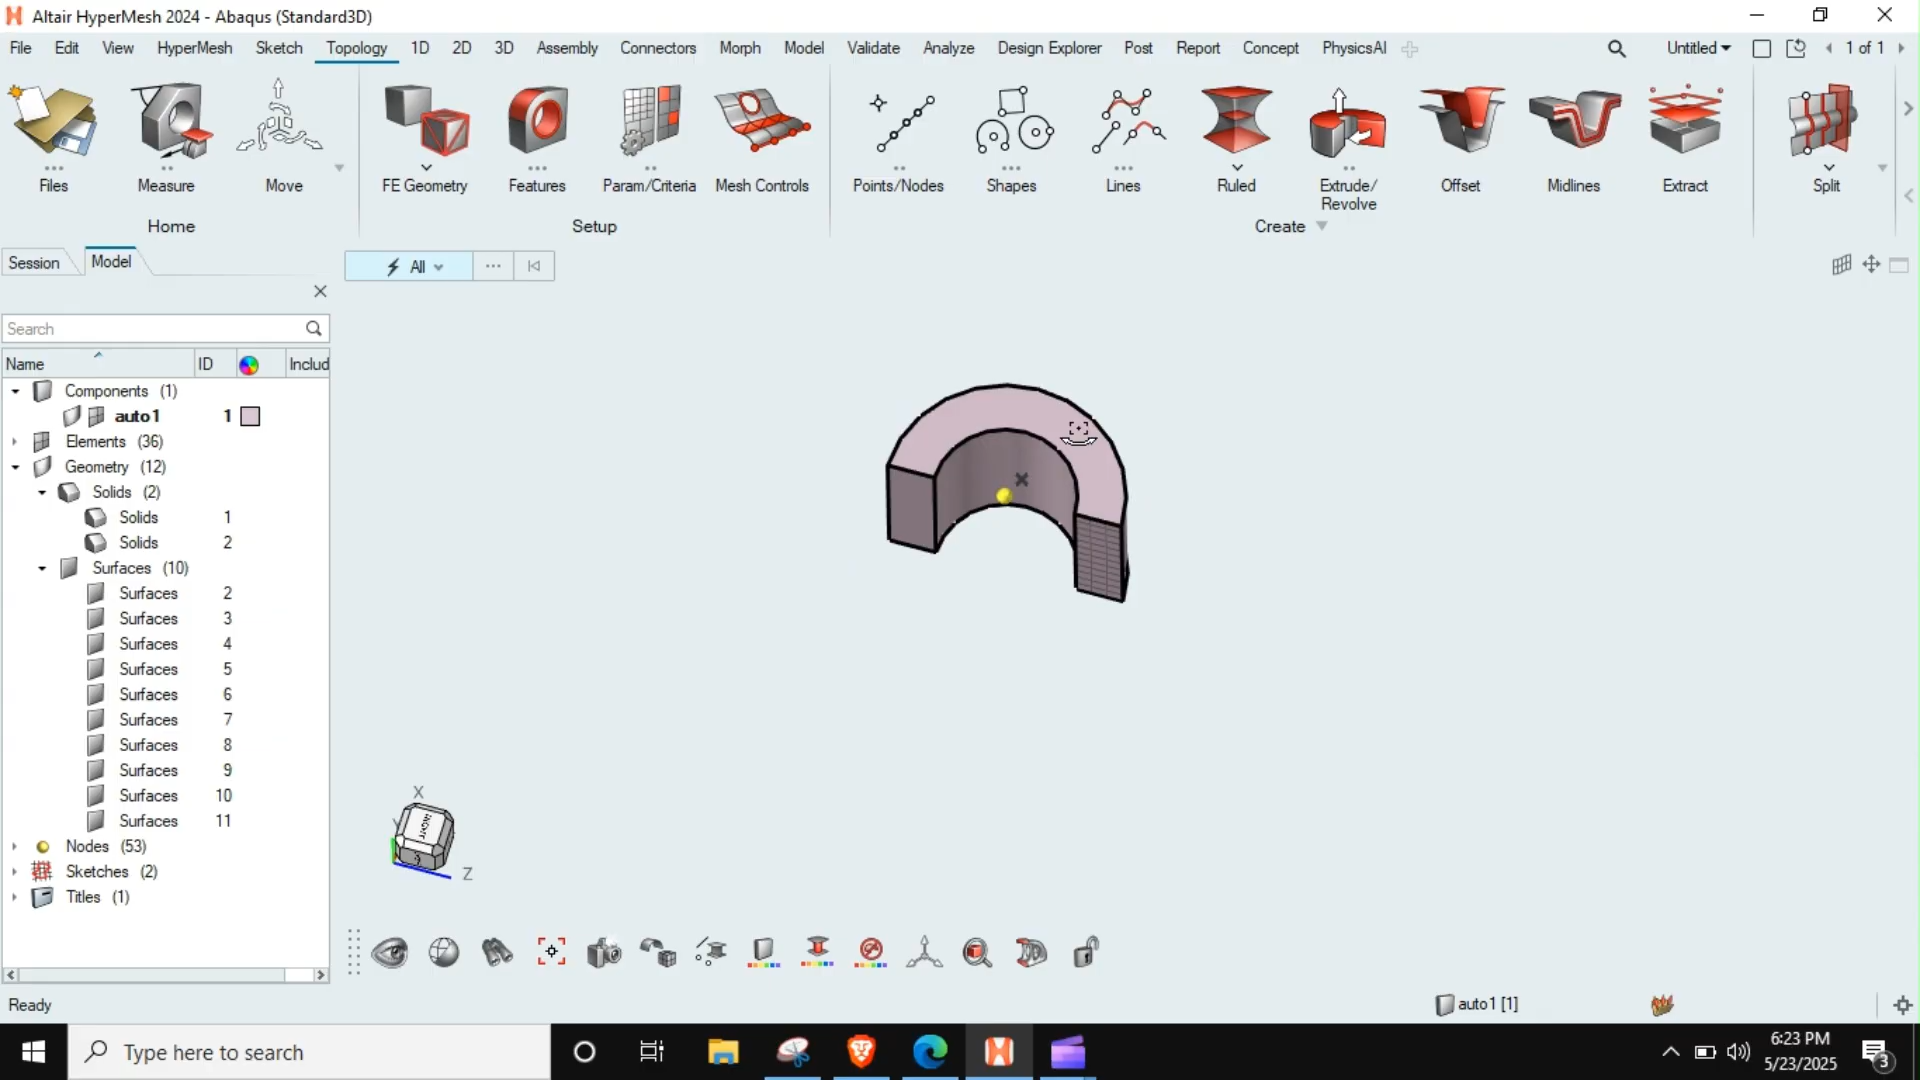 Altair HyperMesh 2024 - Abaqus (Standard3D)
File Edit View HyperMesh Sketch Topology 1D 2D 3D Assembly Connectors Morph Model Validate Analyze Design Explorer Post Report Concept PhysicsAI Untitled 1 of 1
Files Measure Move FE Geometry Features Param/Criteria Mesh Controls Points/Nodes Shapes Lines Ruled Extrude/ Revolve Offset Midlines Extract Split
Home Setup Create
Session Model All
Search
Name ID Includ
Components (1)
auto1 1
Elements (36)
Geometry (12)
Solids (2)
Solids 1
Solids 2
Surfaces (10)
Surfaces 2
Surfaces 3
Surfaces 4
Surfaces 5
Surfaces 6
Surfaces 7
Surfaces 8
Surfaces 9
Surfaces 10
Surfaces 11
Nodes (53)
Sketches (2)
Titles (1)
X
Z
Ready auto1 [1]
Type here to search
6:23 PM
5/23/2025
3